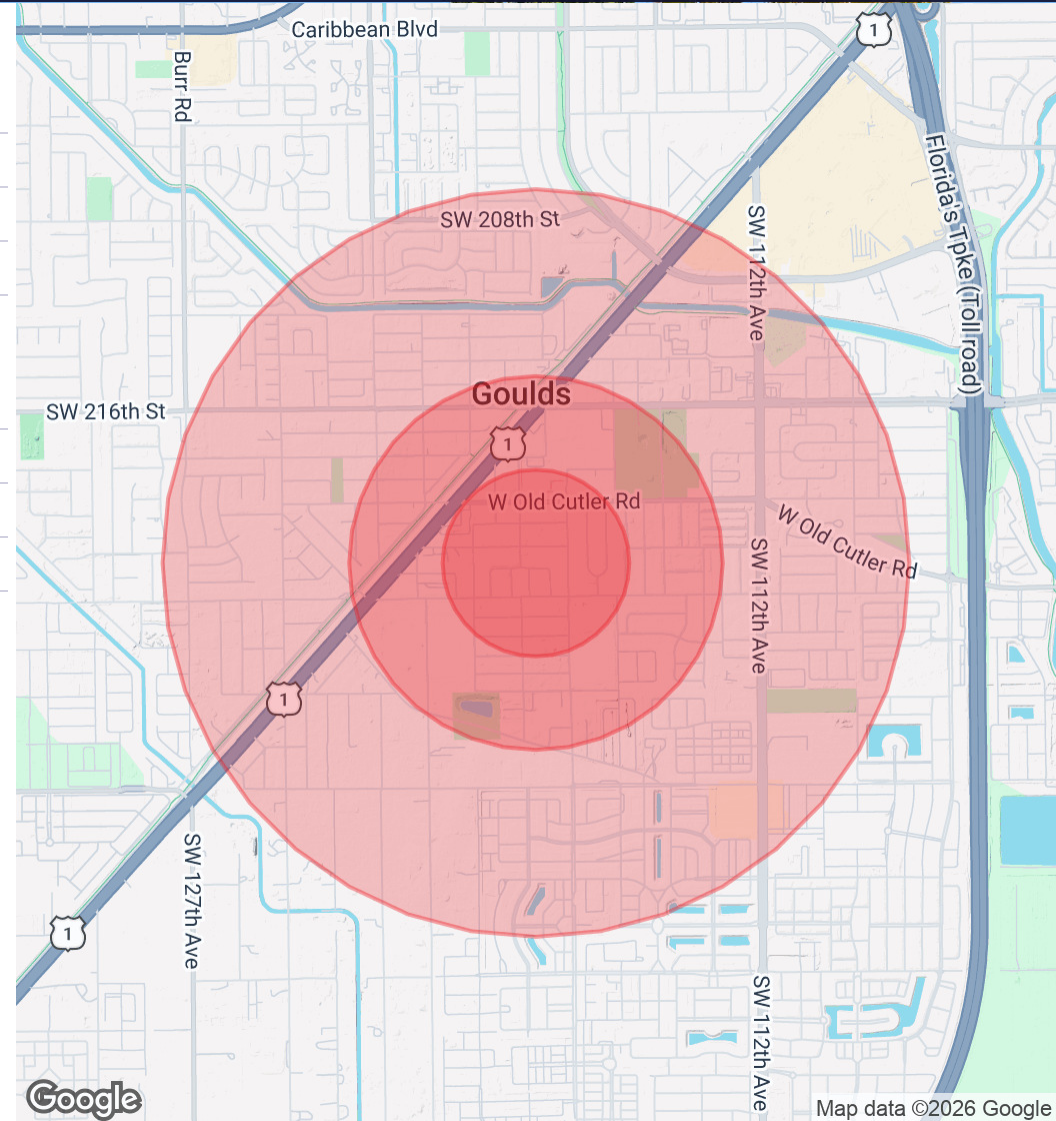 Caribbean Blvd
1
Burr Rd
Florida's Tpke (Toll road)
SW 208th St
SW 112th Ave
Goulds
SW 216th St
1
W Old Cutler Rd
W Old Cutler Rd
SW 112th Ave
1
SW 127th Ave
1
SW 112th Ave
Google
Map data ©2026 Google